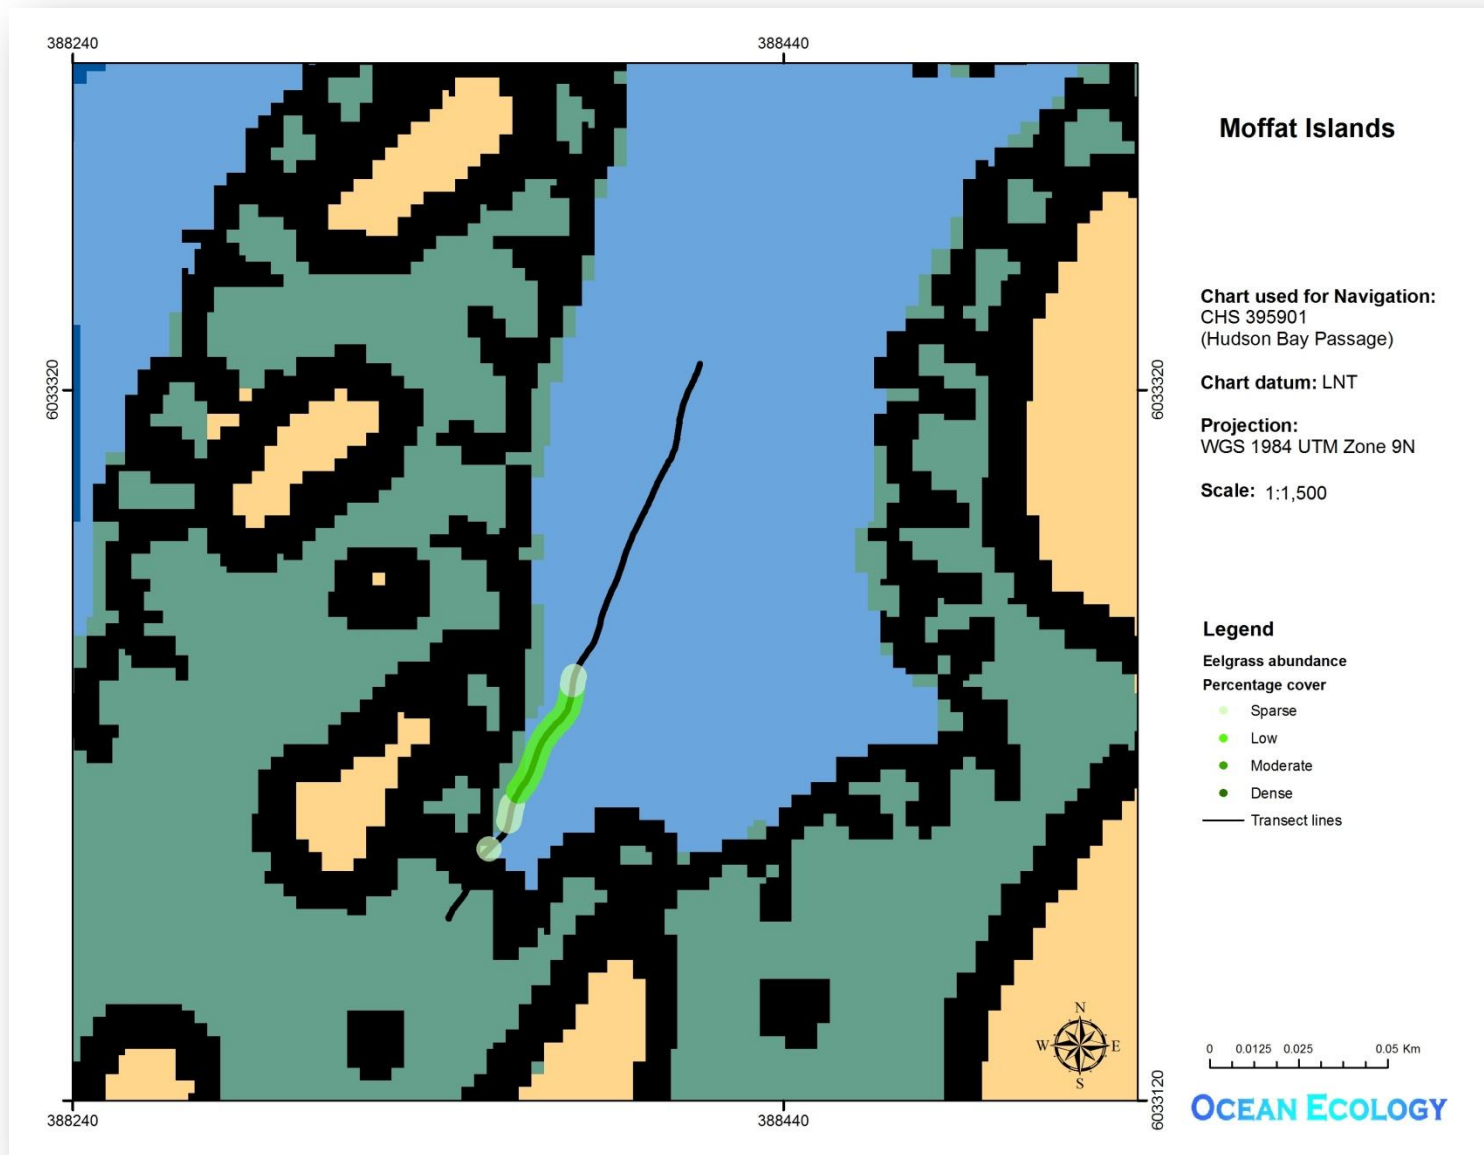 388240
388440
Moffat Islands
Chart used for Navigation:
CHS 395901
(Hudson Bay Passage)
6033320
6033320
Chart datum: LNT
Projection:
WGS 1984 UTM Zone 9N
Scale: 1:1,500
Legend
Eelgrass abundance
Percentage cover
Sparse
Low
Moderate
Dense
Transect lines
N
W
E
S
0 0.0125 0.025 0.05 Km
6033120
OCEAN ECOLOGY
388240
388440